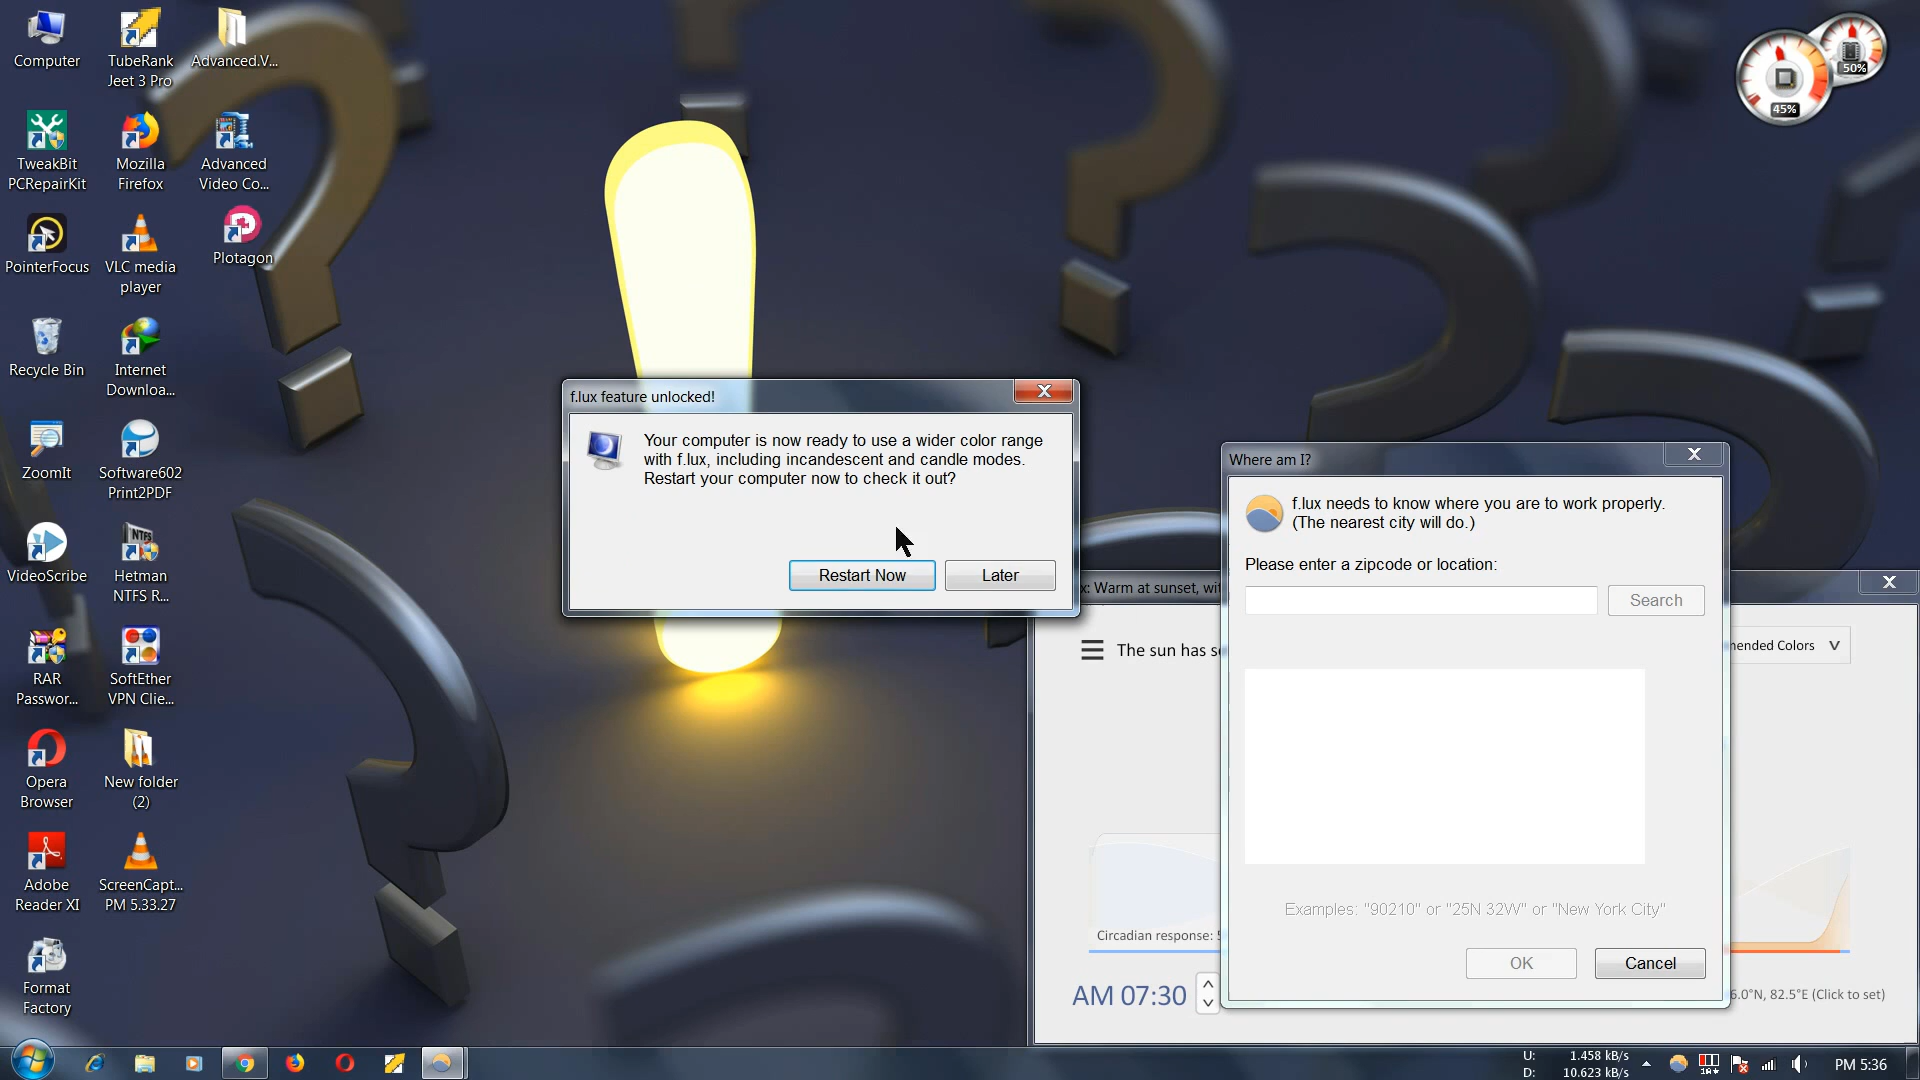 Computer
TubeRank
Jeet 3 Pro
Advanced.V...
TweakBit
PCRepairKit
Mozilla
Firefox
Advanced
Video Co...
PointerFocus
VLC media
player
Plotagon
Recycle Bin
Internet
Downloa...
ZoomIt
Software602
Print2PDF
VideoScribe
NTFS
Hetman
NTFS R...
RAR
Passwor...
SoftEther
VPN Clie...
Opera
Browser
New folder
(2)
Adobe
Reader XI
ScreenCapt...
PM 5.33.27
Format
Factory
50%
45%
f.lux feature unlocked!
Your computer is now ready to use a wider color range
with f.lux, including incandescent and candle modes.
Restart your computer now to check it out?
Restart Now
Later
Where am I?
f.lux needs to know where you are to work properly.
(The nearest city will do.)
Please enter a zipcode or location:
Search
Examples: "90210" or "25N 32W" or "New York City"
OK
Cancel
x: Warm at sunset, wit
The sun has se
ended Colors
Circadian response: 5
AM 07:30
6.0°N, 82.5°E (Click to set)
U: 1.458 kB/s
D: 10.623 kB/s
PM 5:36